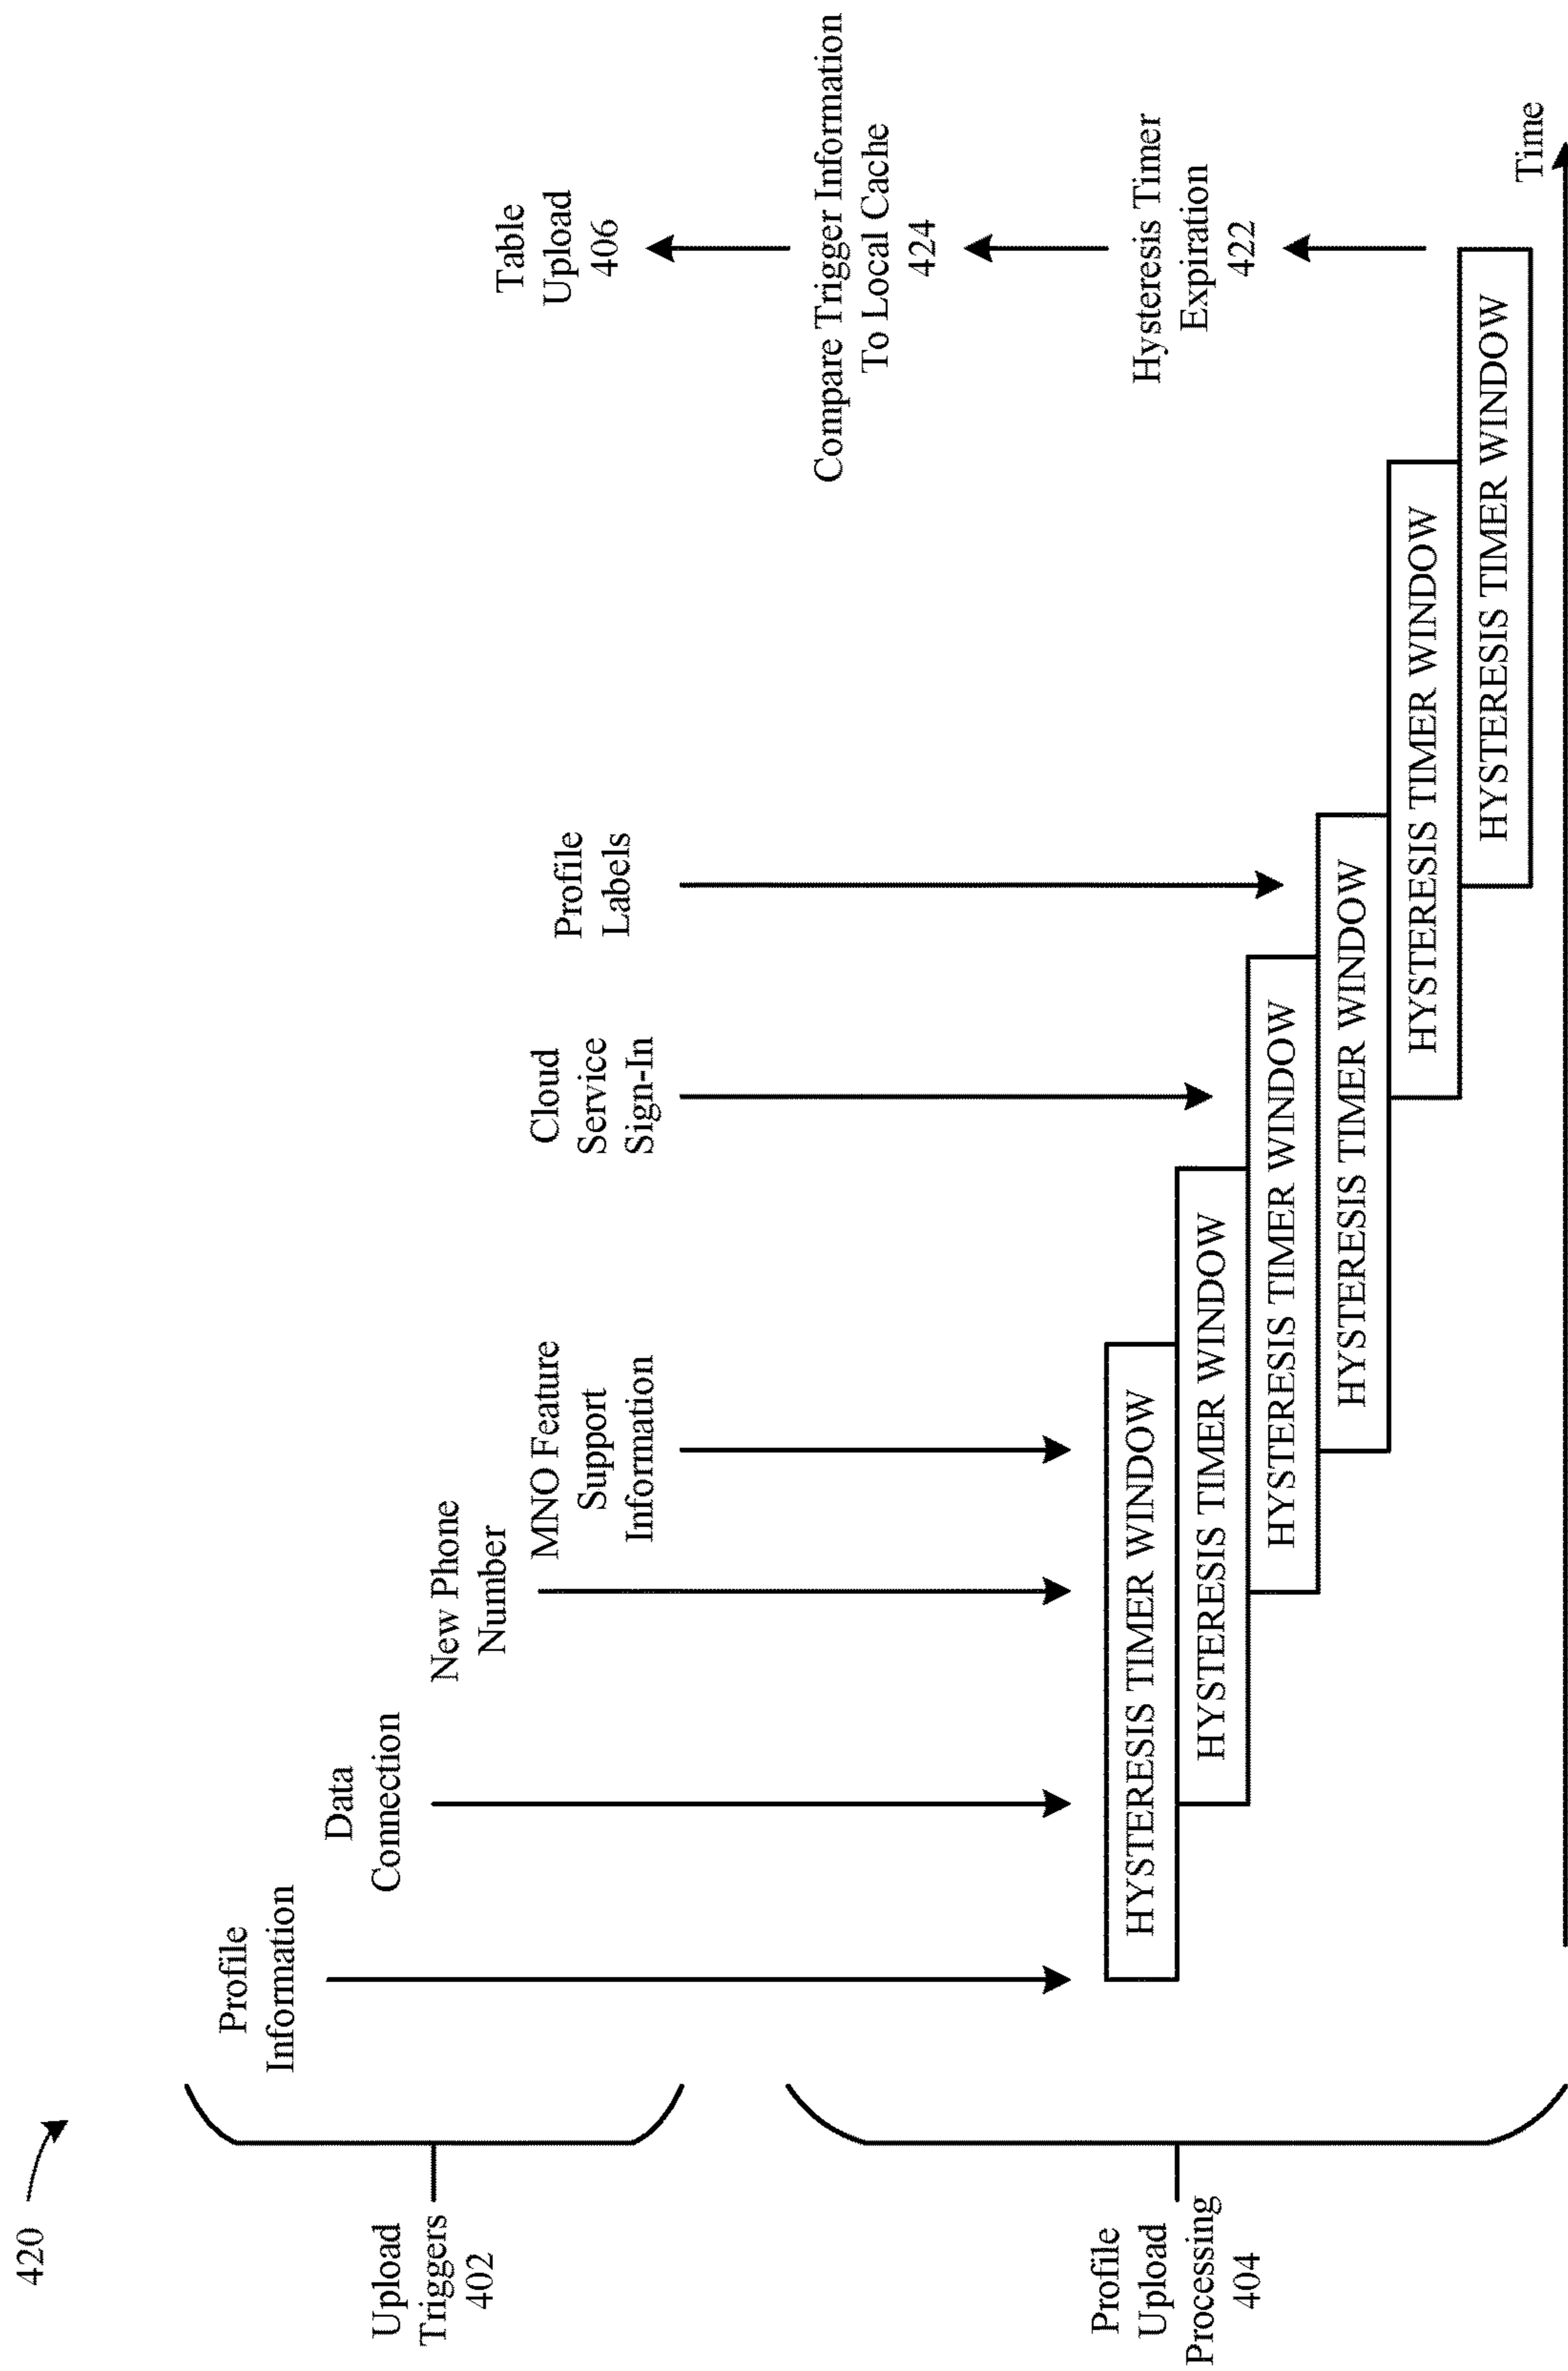 420
Upload
Triggers
402
Profile
Information
Data
Connection
New Phone
Number
MNO Feature
Support
Information
Cloud
Service
Sign-In
Profile
Labels
Table
Upload
406
Compare Trigger Information
To Local Cache
424
Hysteresis Timer
Expiration
422
Profile
Upload
Processing
404
HYSTERESIS TIMER WINDOW
HYSTERESIS TIMER WINDOW
HYSTERESIS TIMER WINDOW
HYSTERESIS TIMER WINDOW
HYSTERESIS TIMER WINDOW
HYSTERESIS TIMER WINDOW
Time